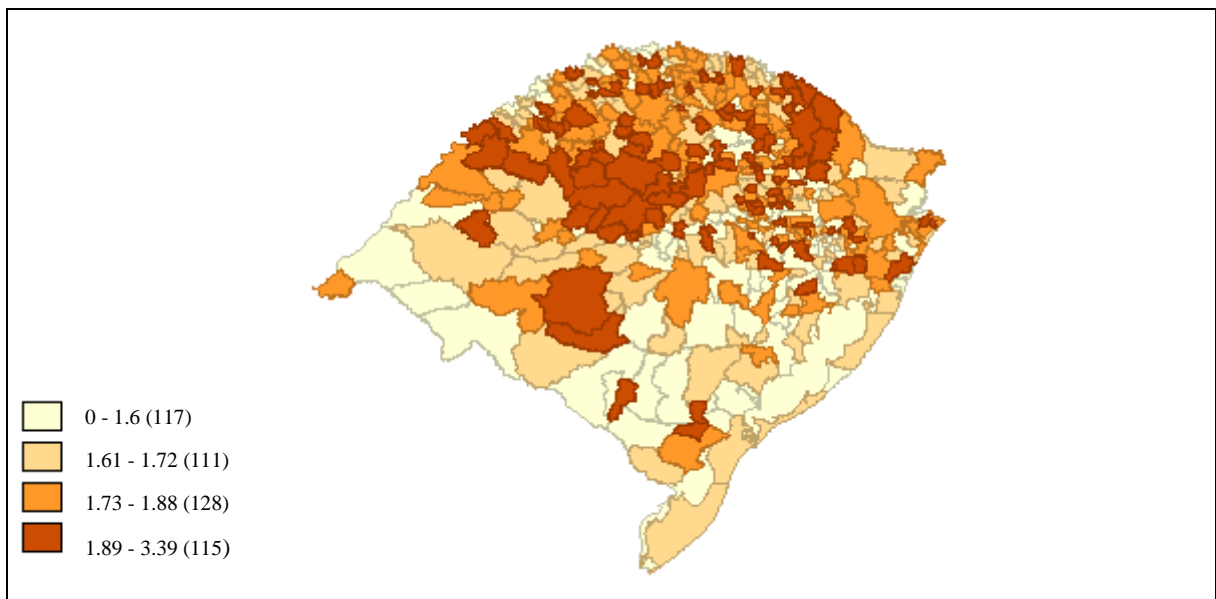 0 - 1.6 (117)
1.61 - 1.72 (111)
1.73 - 1.88 (128)
1.89 - 3.39 (115)